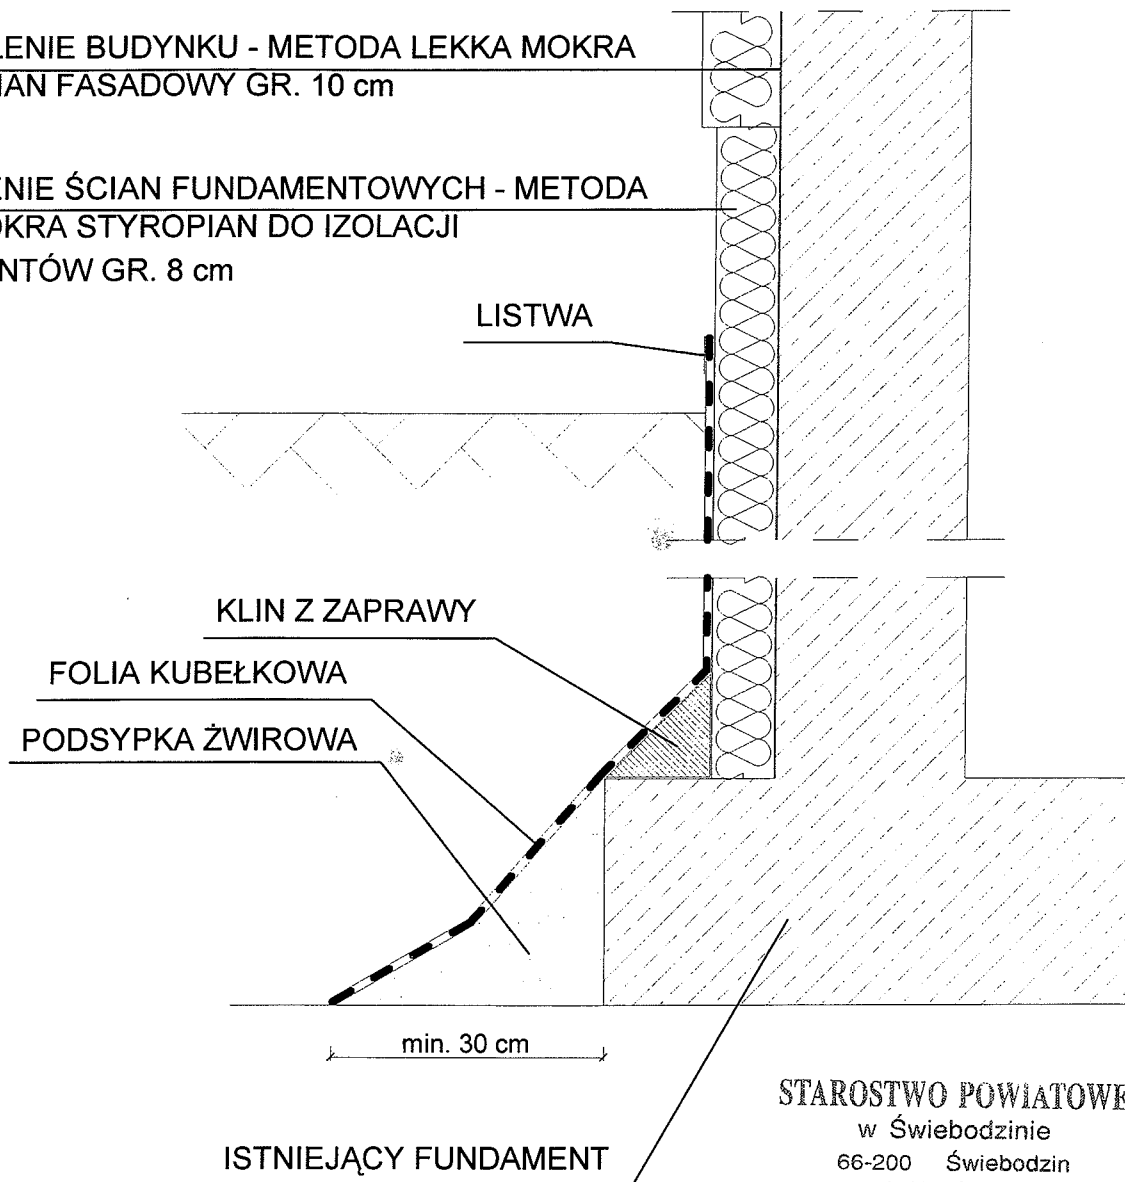 LENIE BUDYNKU - METODA LEKKA MOKRA
IAN FASADOWY GR. 10 cm
ENIE ŚCIAN FUNDAMENTOWYCH - METODA
OKRA STYROPIAN DO IZOLACJI
NTÓW GR. 8 cm
LISTWA
KLIN Z ZAPRAWY
FOLIA KUBEŁKOWA
PODSYPKA ŻWIROWA
min. 30 cm
ISTNIEJĄCY FUNDAMENT
STAROSTWO POWIATOWE
w Świebodzinie
66-200 Świebodzin